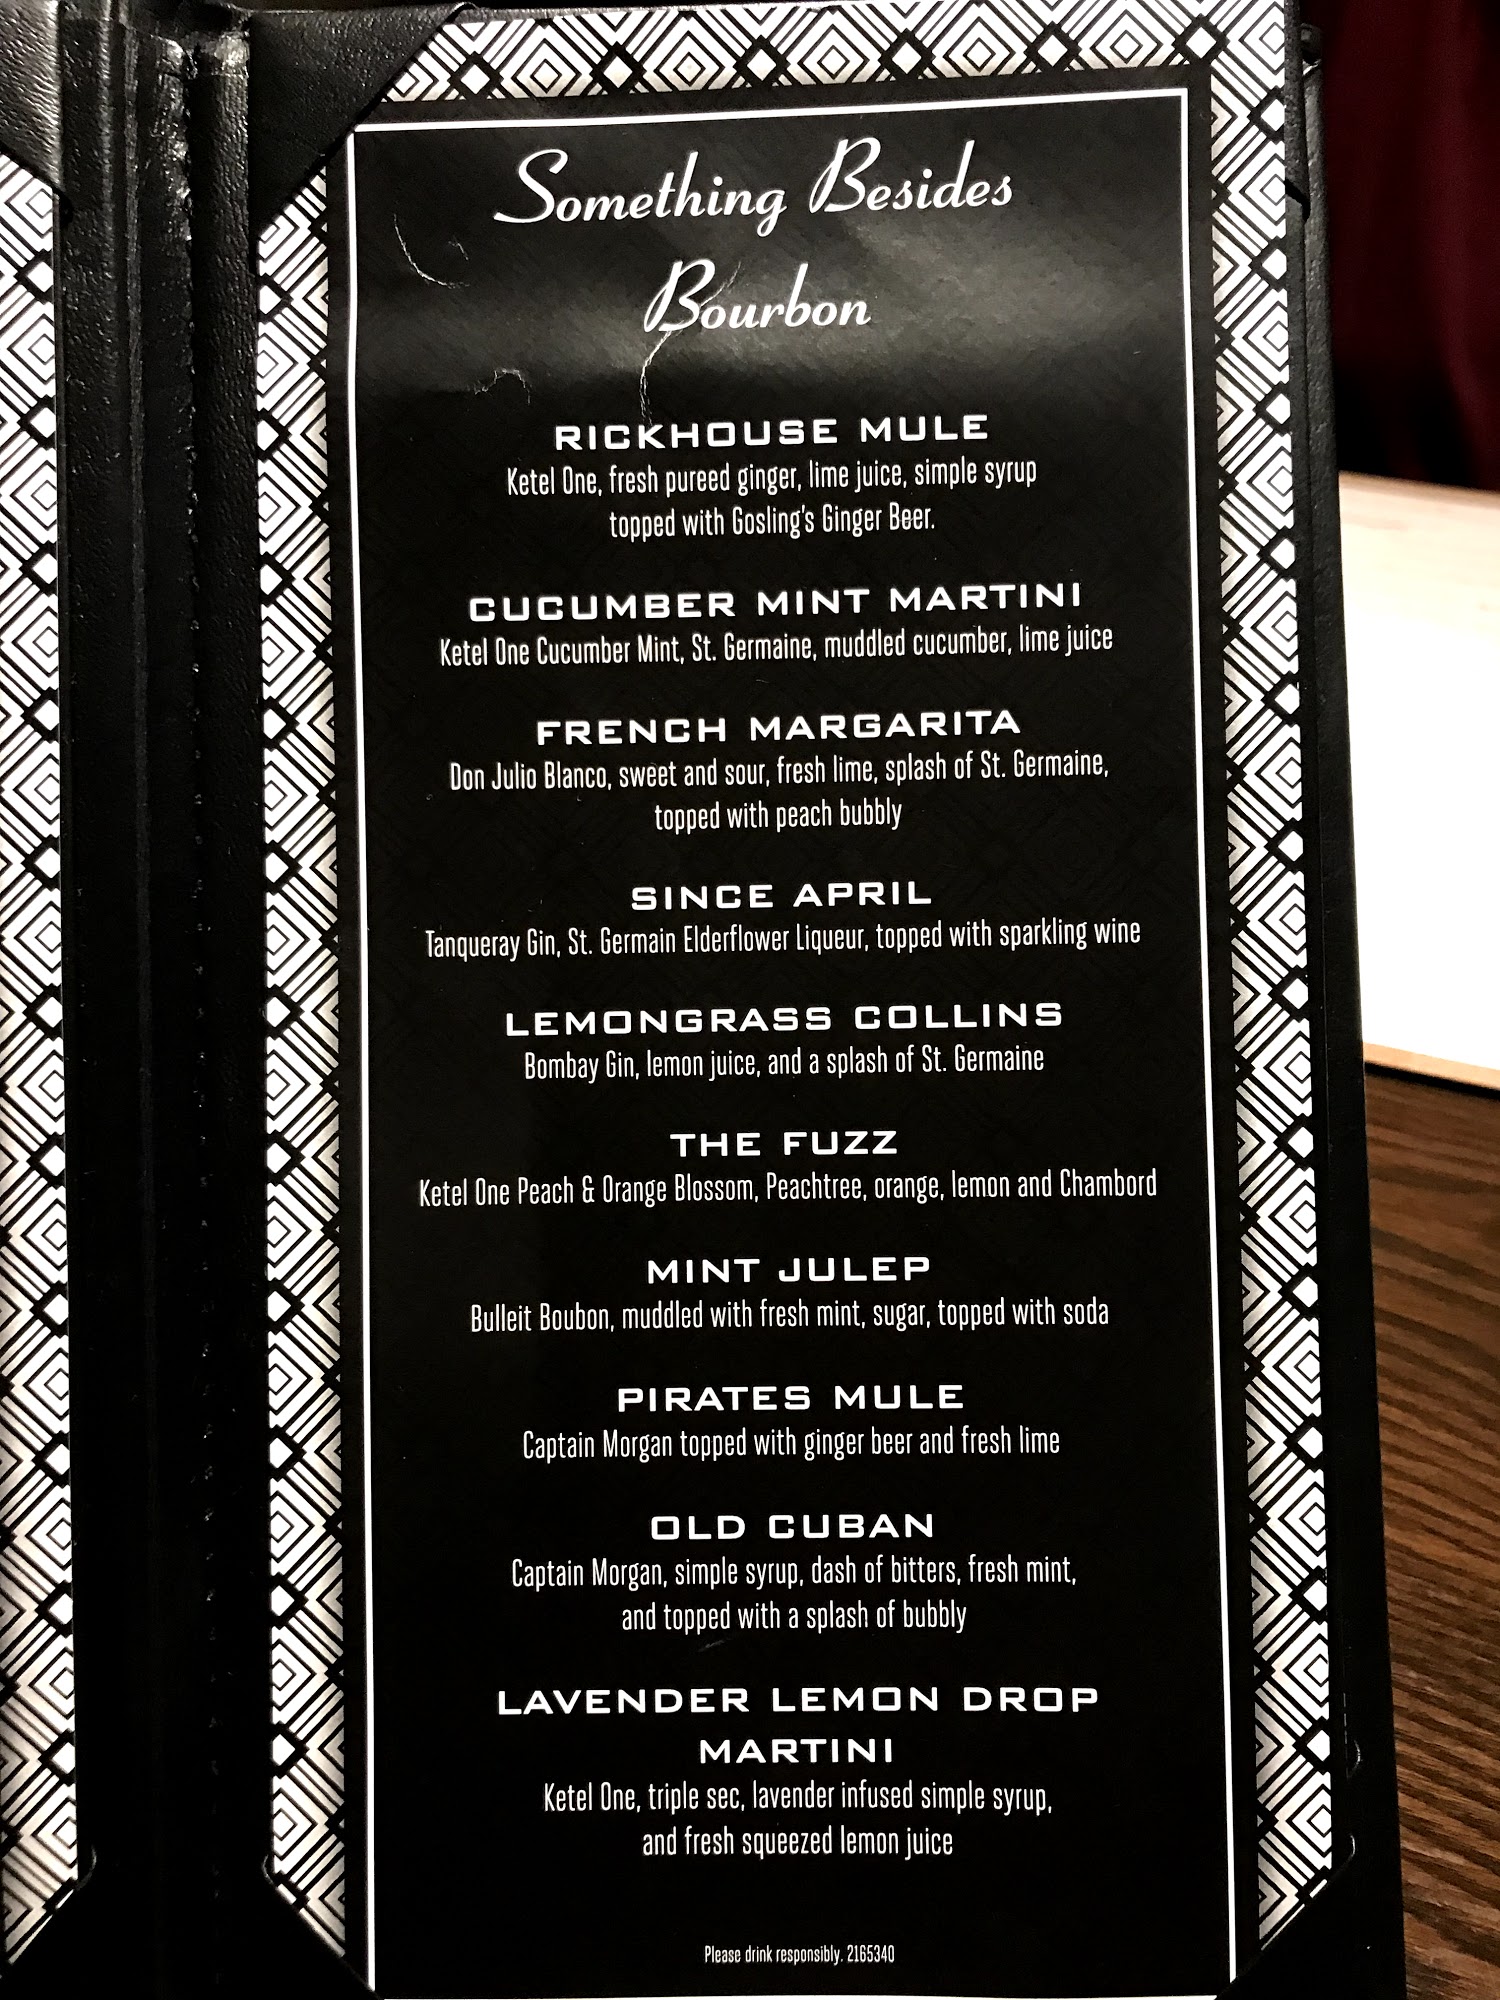 Something Besides
Bourbon
RICKHOUSE MULE
Ketel One, fresh pureed ginger, lime juice, simple syrup
topped with Gosling's Ginger Beer.
CUCUMBER MINT MARTINI
Ketel One Cucumber Mint, St. Germaine, muddled cucumber, lime juice
FRENCH MARGARITA
Don Julio Blanco, sweet and sour, fresh lime, splash of St. Germaine,
topped with peach bubbly
SINCE APRIL
Tanqueray Gin, St. Germain Elderflower Liqueur, topped with sparkling wine
LEMONGRASS COLLINS
Bombay Gin, lemon juice, and a splash of St. Germaine
THE FUZZ
Ketel One Peach & Orange Blossom, Peachtree, orange, lemon and Chambord
MINT JULEP
Bulleit Boubon, muddled with fresh mint, sugar, topped with soda
PIRATES MULE
Captain Morgan topped with ginger beer and fresh lime
OLD CUBAN
Captain Morgan, simple syrup, dash of bitters, fresh mint,
and topped with a splash of bubbly
LAVENDER LEMON DROP
MARTINI
Ketel One, triple sec, lavender infused simple syrup,
and fresh squeezed lemon juice
Please drink responsibly. 2165340